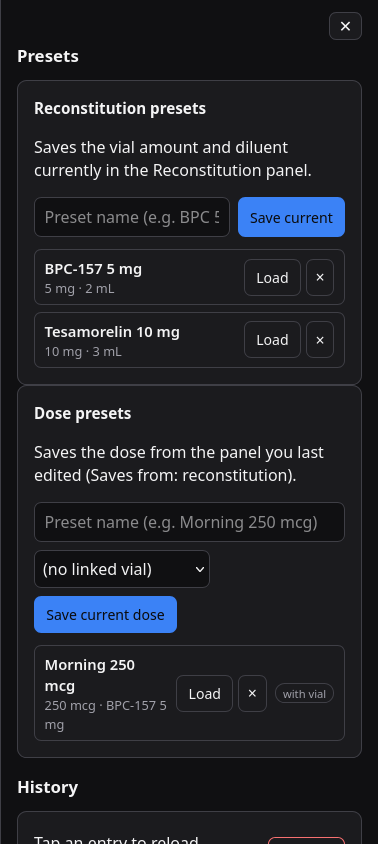 ×
Presets
Reconstitution presets
Saves the vial amount and diluent
currently in the Reconstitution panel.
Preset name (e.g. BPC 5
Save current
BPC-157 5 mg
5 mg · 2 mL
Load
×
Tesamorelin 10 mg
10 mg · 3 mL
Load
×
Dose presets
Saves the dose from the panel you last
edited (Saves from: reconstitution).
Preset name (e.g. Morning 250 mcg)
(no linked vial)
Save current dose
Morning 250
mcg
250 mcg · BPC-157 5
mg
Load
×
with vial
History
Tap an entry to reload